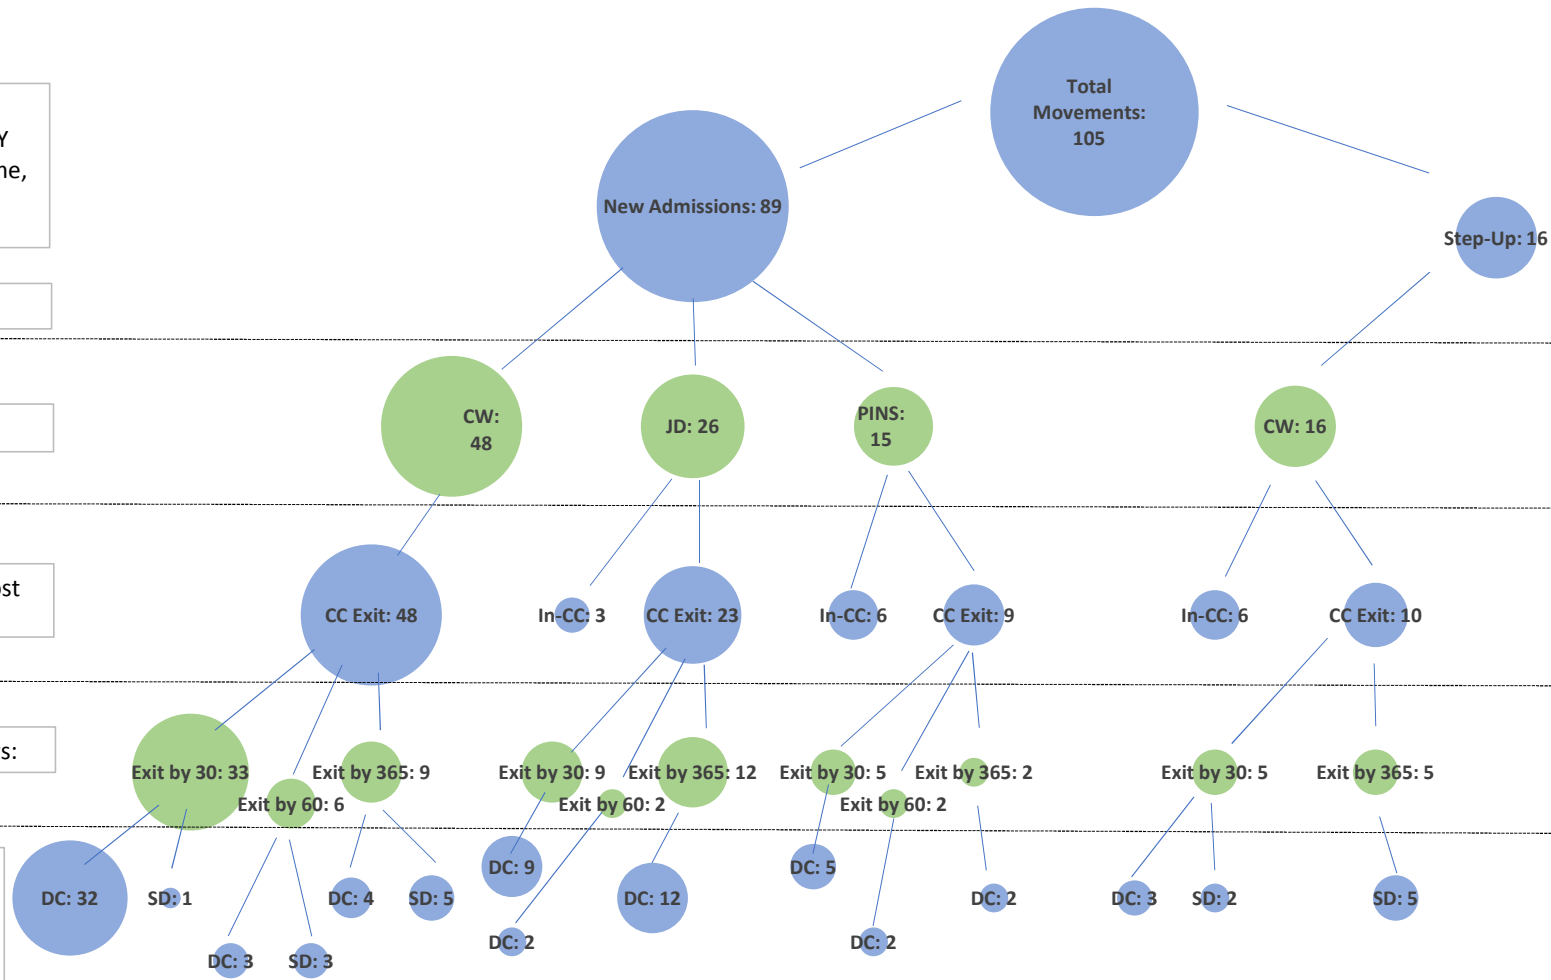 Total
Movements:
105
Y
ne,
New Admissions: 89
Step-Up: 16
CW:
48
JD: 26
PINS:
15
CW: 16
ost
CC Exit: 48
In-CC: 3
CC Exit: 23
In-CC: 6
CC Exit: 9
In-CC: 6
CC Exit: 10
s:
Exit by 30: 33
Exit by 365: 9
Exit by 30: 9
Exit by 365: 12
Exit by 30: 5
Exit by 365: 2
Exit by 30: 5
Exit by 365: 5
Exit by 60: 6
Exit by 60: 2
Exit by 60: 2
DC: 32
SD: 1
DC: 4
SD: 5
DC: 9
DC: 12
DC: 5
DC: 2
DC: 3
SD: 2
SD: 5
DC: 3
SD: 3
DC: 2
DC: 2